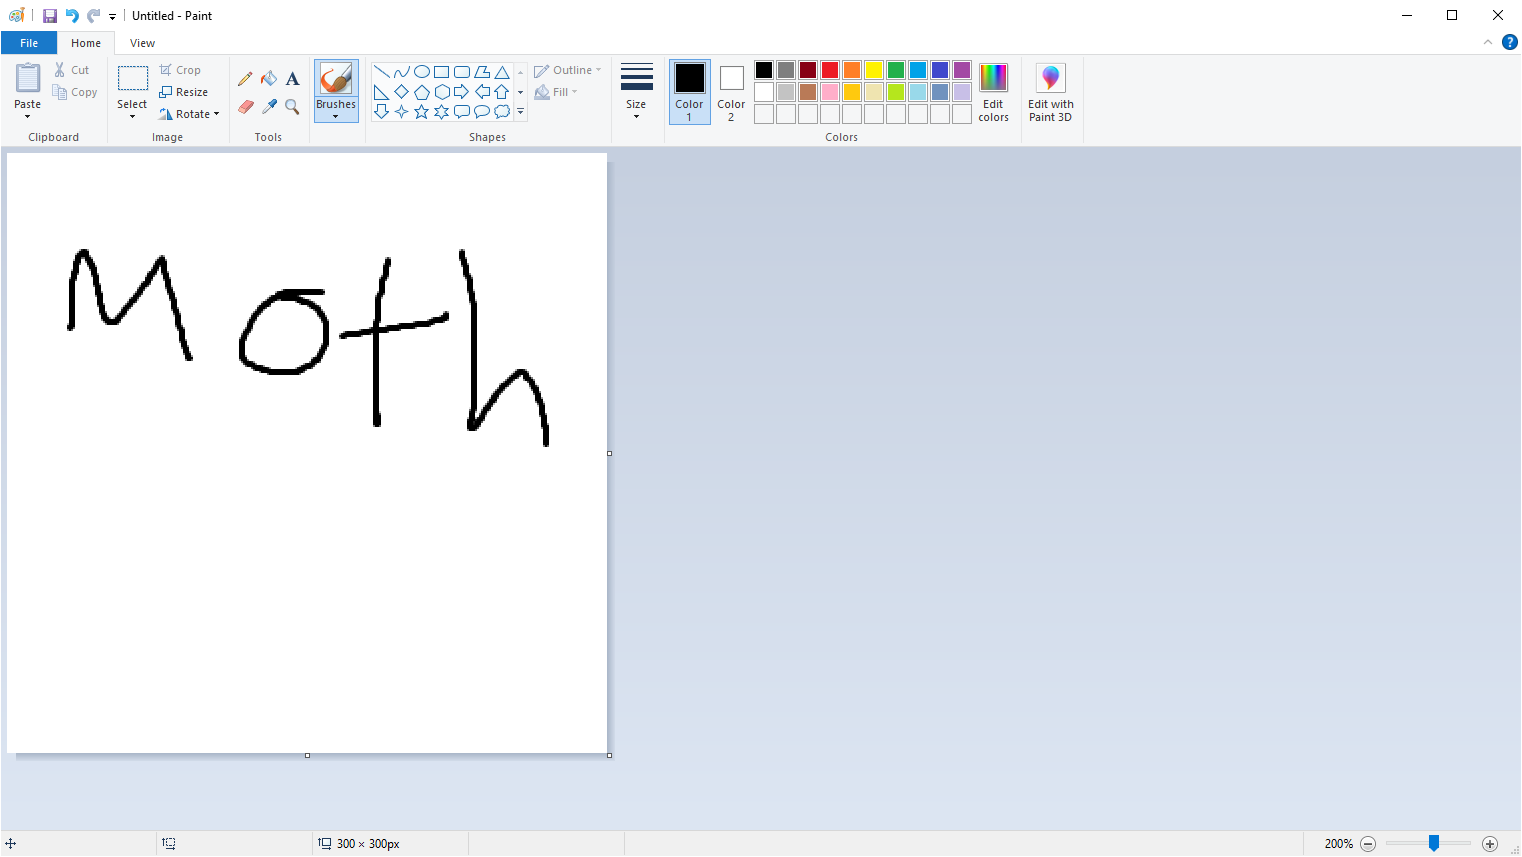 Untitled - Paint
File Home View
Paste Cut Copy Clipboard
Select Crop Resize Rotate Image
Tools
Brushes
Shapes Outline Fill
Size
Color 1 Color 2 Edit colors Colors
Edit with Paint 3D
Moth
300 × 300px 200%